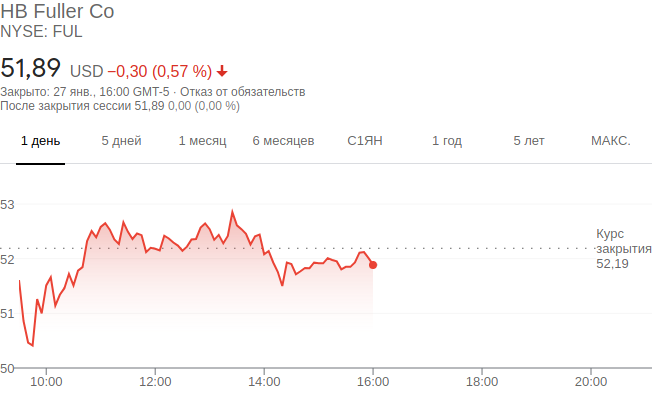 HB Fuller Co
NYSE: FUL
51,89 USD −0,30 (0,57 %)
Закрыто: 27 янв., 16:00 GMT-5 · Отказ от обязательств
После закрытия сессии 51,89 0,00 (0,00 %)
1 день 5 дней 1 месяц 6 месяцев С1ЯН 1 год 5 лет МАКС.
53
Курс
закрытия
52,19
52
51
50
10:00 12:00 14:00 16:00 18:00 20:00